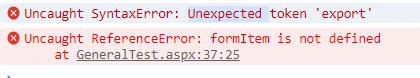 Uncaught SyntaxError: Unexpected token 'export'
Uncaught ReferenceError: formItem is not defined
at GeneralTest.aspx:37:25